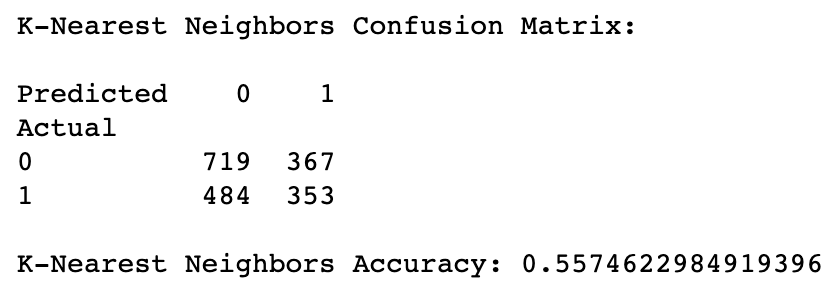 K-Nearest Neighbors Confusion Matrix:
Predicted    0    1
Actual
0          719  367
1          484  353
K-Nearest Neighbors Accuracy: 0.5574622984919396